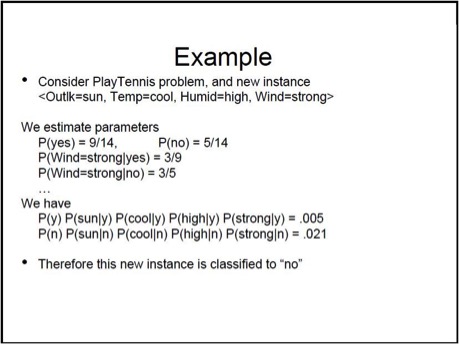 Example
• Consider PlayTennis problem, and new instance
<Outlk=sun, Temp=cool, Humid=high, Wind=strong>
We estimate parameters
P(yes) = 9/14, P(no) = 5/14
P(Wind=strong|yes) = 3/9
P(Wind=strong|no) = 3/5
…
We have
P(y) P(sun|y) P(cool|y) P(high|y) P(strong|y) = .005
P(n) P(sun|n) P(cool|n) P(high|n) P(strong|n) = .021
• Therefore this new instance is classified to “no”